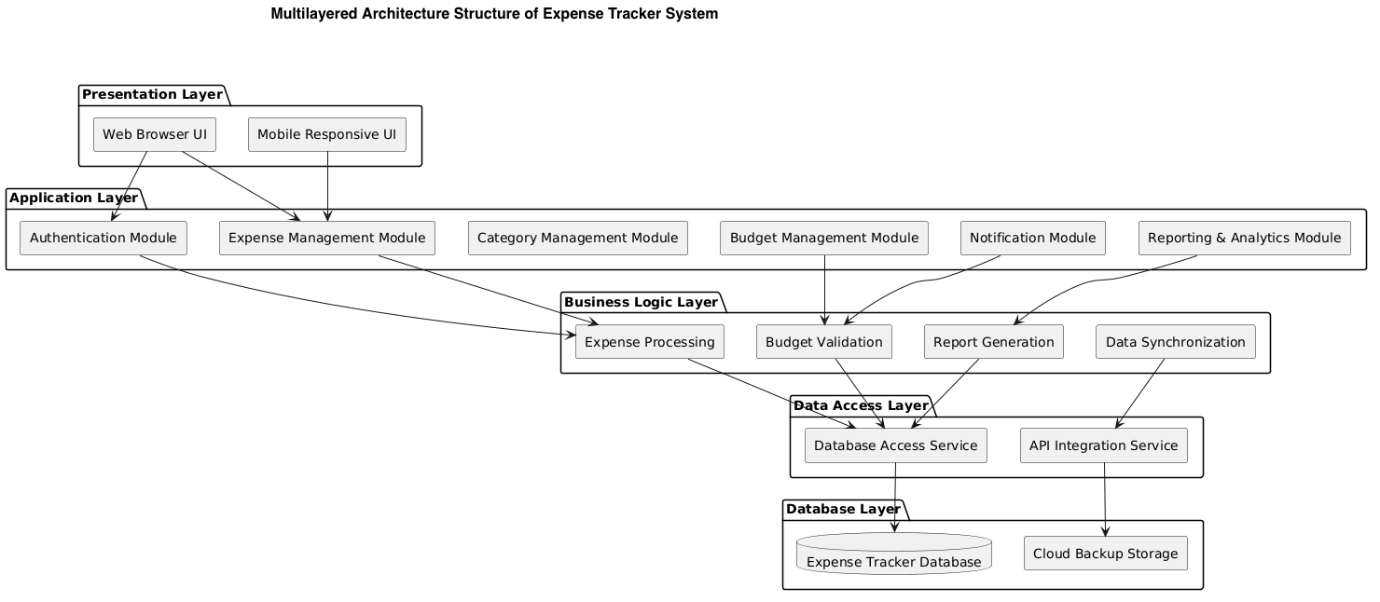 Multilayered Architecture Structure of Expense Tracker System
Presentation Layer
Web Browser UI
Mobile Responsive UI
Application Layer
Authentication Module
Expense Management Module
Category Management Module
Budget Management Module
Notification Module
Reporting & Analytics Module
Business Logic Layer
Expense Processing
Budget Validation
Report Generation
Data Synchronization
Data Access Layer
Database Access Service
API Integration Service
Database Layer
Expense Tracker Database
Cloud Backup Storage